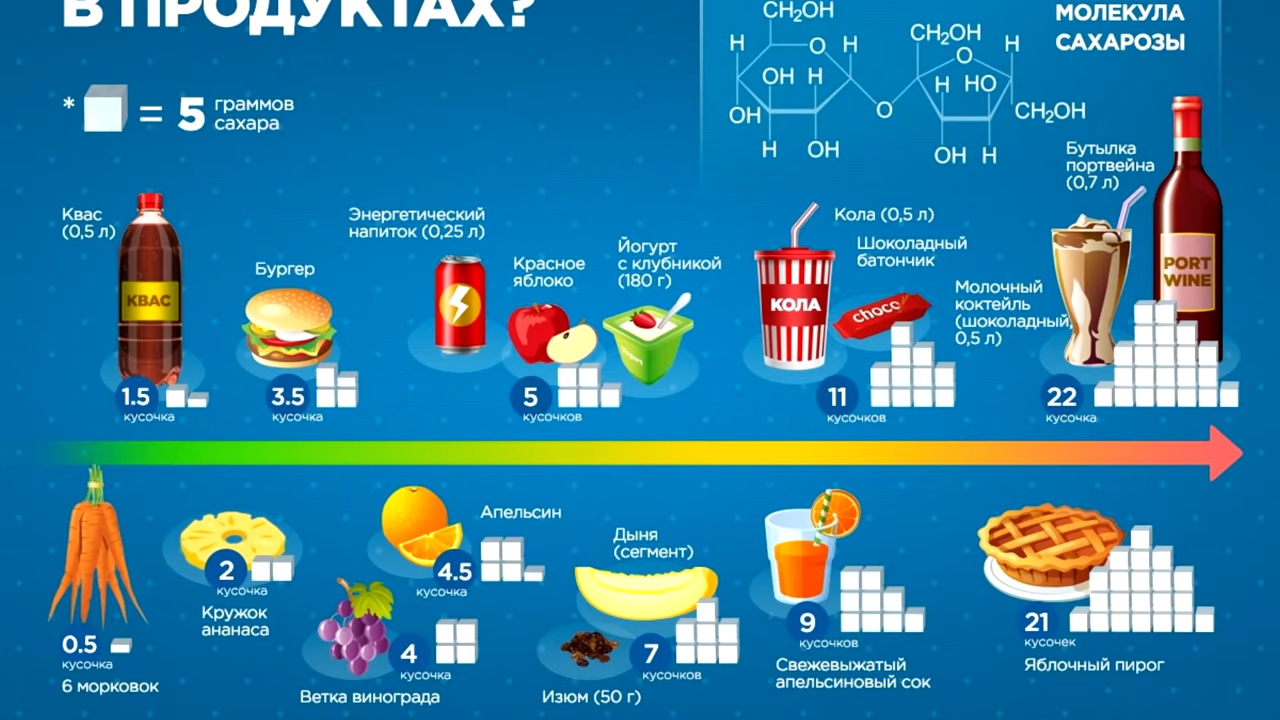 В ПРОДУКТАХ?
* = 5 граммов
сахара
МОЛЕКУЛА
САХАРОЗЫ
CH₂OH
H
O
H
OH
H
OH
H
OH
O
CH₂OH
O
H
H
HO
CH₂OH
OH
H
Квас
(0,5 л)
КВАС
1.5
кусочка
Бургер
3.5
кусочка
Энергетический
напиток (0,25 л)
Красное
яблоко
Йогурт
с клубникой
(180 г)
5
кусочков
Кола (0,5 л)
КОЛА
Шоколадный
батончик
choco
11
кусочков
Молочный
коктейль
(шоколадный,
0,5 л)
Бутылка
портвейна
(0,7 л)
PORT
WINE
22
кусочка
0.5
кусочка
6 морковок
2
кусочка
Кружок
ананаса
Апельсин
4.5
кусочка
4
кусочка
Ветка винограда
Дыня
(сегмент)
7
кусочков
Изюм (50 г)
9
кусочков
Свежевыжатый
апельсиновый сок
21
кусочек
Яблочный пирог